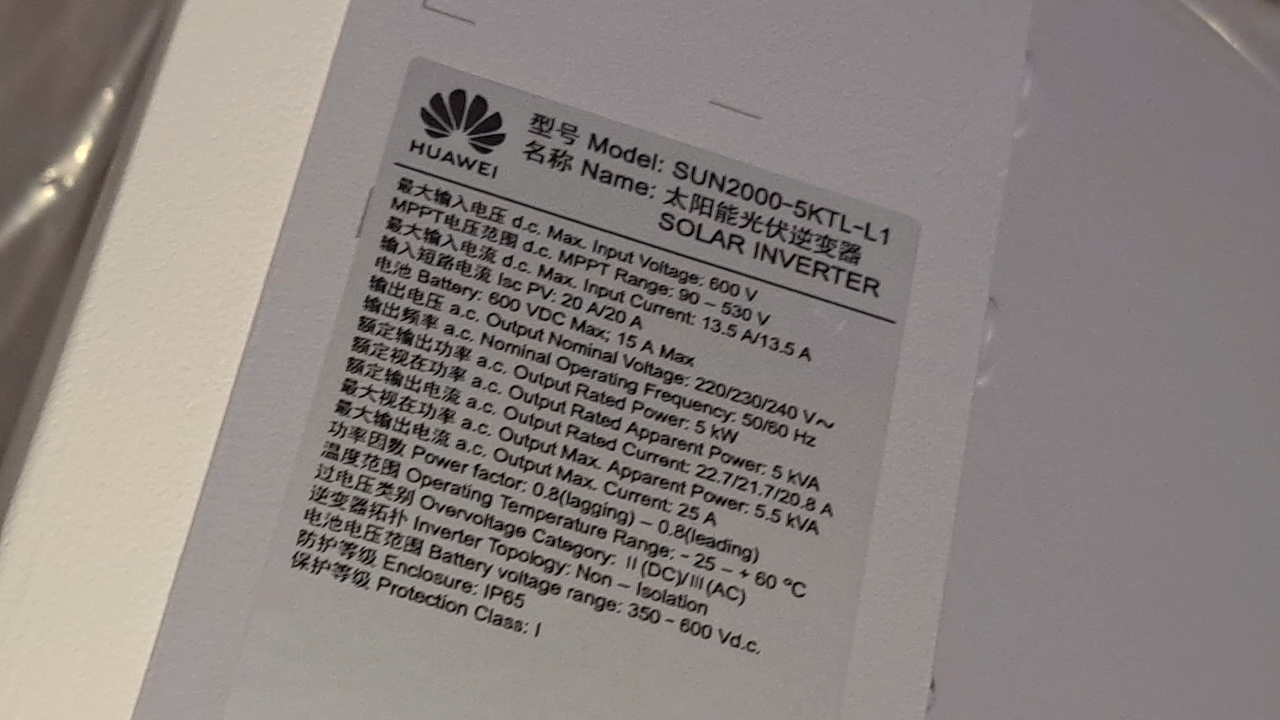 HUAWEI
型号 Model: SUN2000-5KTL-L1
名称 Name: 太阳能光伏逆变器
SOLAR INVERTER
最大输入电压 d.c. Max. Input Voltage: 600 V
MPPT电压范围 d.c. MPPT Range: 90 – 530 V
最大输入电流 d.c. Max. Input Current: 13.5 A/13.5 A
输入短路电流 Isc PV: 20 A/20 A
电池 Battery: 600 VDC Max; 15 A Max
输出电压 a.c. Output Nominal Voltage: 220/230/240 V~
输出频率 a.c. Nominal Operating Frequency: 50/60 Hz
额定输出功率 a.c. Output Rated Power: 5 kW
额定视在功率 a.c. Output Rated Apparent Power: 5 kVA
额定输出电流 a.c. Output Rated Current: 22.7/21.7/20.8 A
最大视在功率 a.c. Output Max. Apparent Power: 5.5 kVA
最大输出电流 a.c. Output Max. Current: 25 A
功率因数 Power factor: 0.8(lagging) – 0.8(leading)
温度范围 Operating Temperature Range: - 25 – + 60 °C
过电压类别 Overvoltage Category: II(DC)/III(AC)
逆变器拓扑 Inverter Topology: Non – Isolation
电池电压范围 Battery voltage range: 350 – 600 Vd.c.
防护等级 Enclosure: IP65
保护等级 Protection Class: I